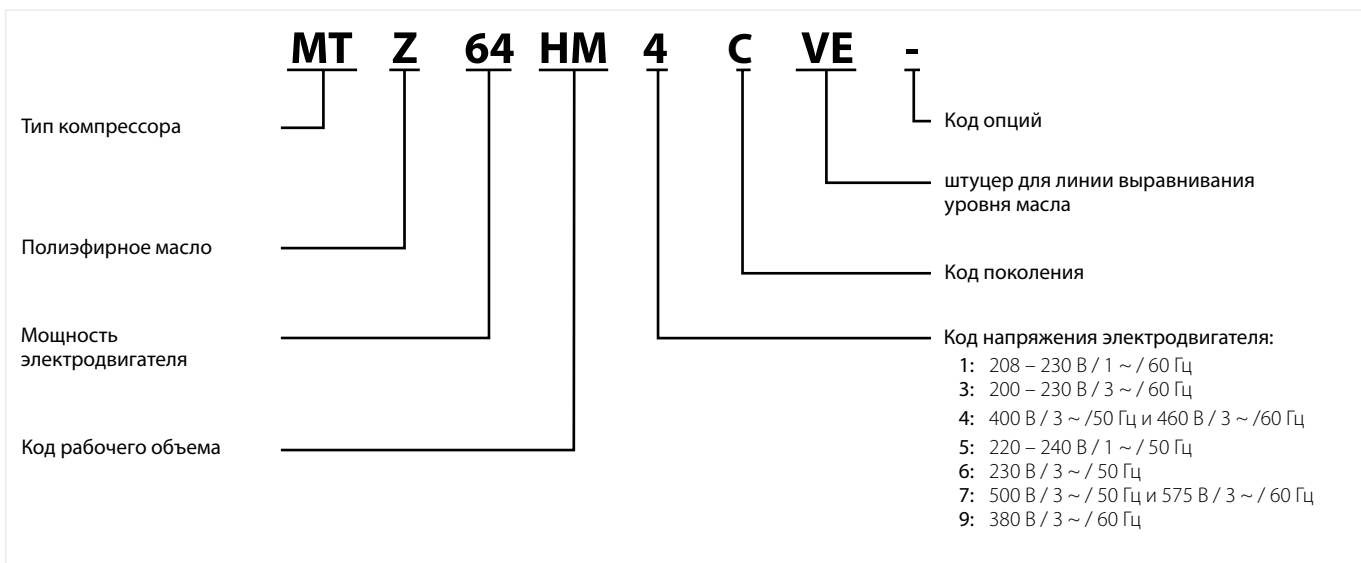 MT Z 64 HM 4 C VE -
Тип компрессора
Полиэфирное масло
Мощность
электродвигателя
Код рабочего объема
Код опций
штуцер для линии выравнивания
уровня масла
Код поколения
Код напряжения электродвигателя:
1: 208 – 230 В / 1 ~ / 60 Гц
3: 200 – 230 В / 3 ~ / 60 Гц
4: 400 В / 3 ~ /50 Гц и 460 В / 3 ~ /60 Гц
5: 220 – 240 В / 1 ~ / 50 Гц
6: 230 В / 3 ~ / 50 Гц
7: 500 В / 3 ~ / 50 Гц и 575 В / 3 ~ / 60 Гц
9: 380 В / 3 ~ / 60 Гц